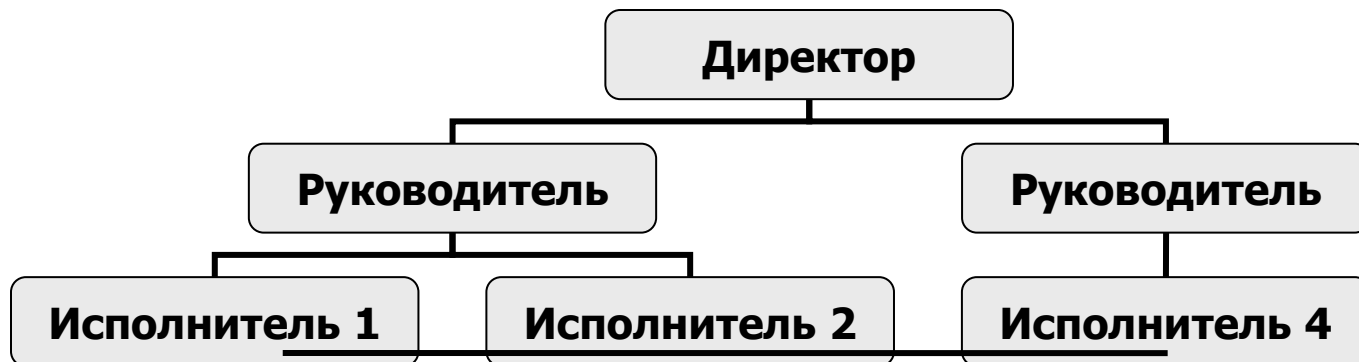 Директор
Руководитель Руководитель
Исполнитель 1 Исполнитель 2 Исполнитель 4